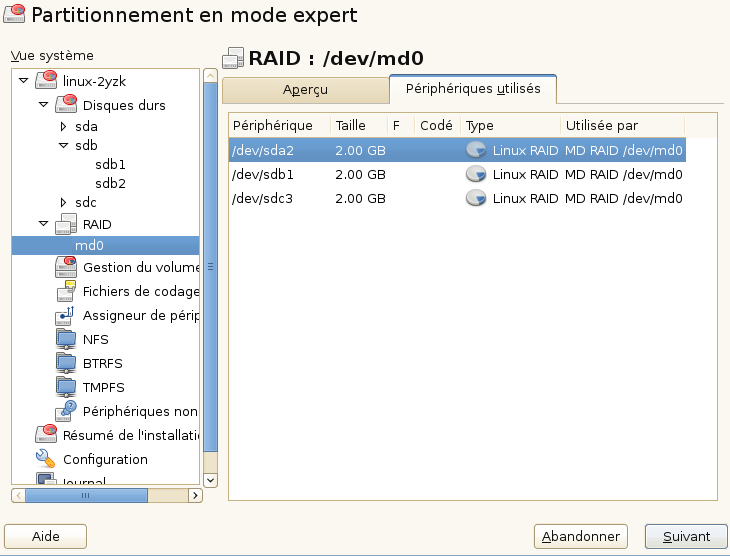 Partitionnement en mode expert
Vue système
linux-2yzk
Disques durs
sda
sdb
sdb1
sdb2
sdc
RAID
md0
Gestion du volume
Fichiers de codage
Assigneur de périp
NFS
BTRFS
TMPFS
Périphériques non
Résumé de l'installati
Configuration
Journal
RAID : /dev/md0
Aperçu Périphériques utilisés
Périphérique Taille F Codé Type Utilisée par
/dev/sda2 2.00 GB Linux RAID MD RAID /dev/md0
/dev/sdb1 2.00 GB Linux RAID MD RAID /dev/md0
/dev/sdc3 2.00 GB Linux RAID MD RAID /dev/md0
Aide Abandonner Suivant